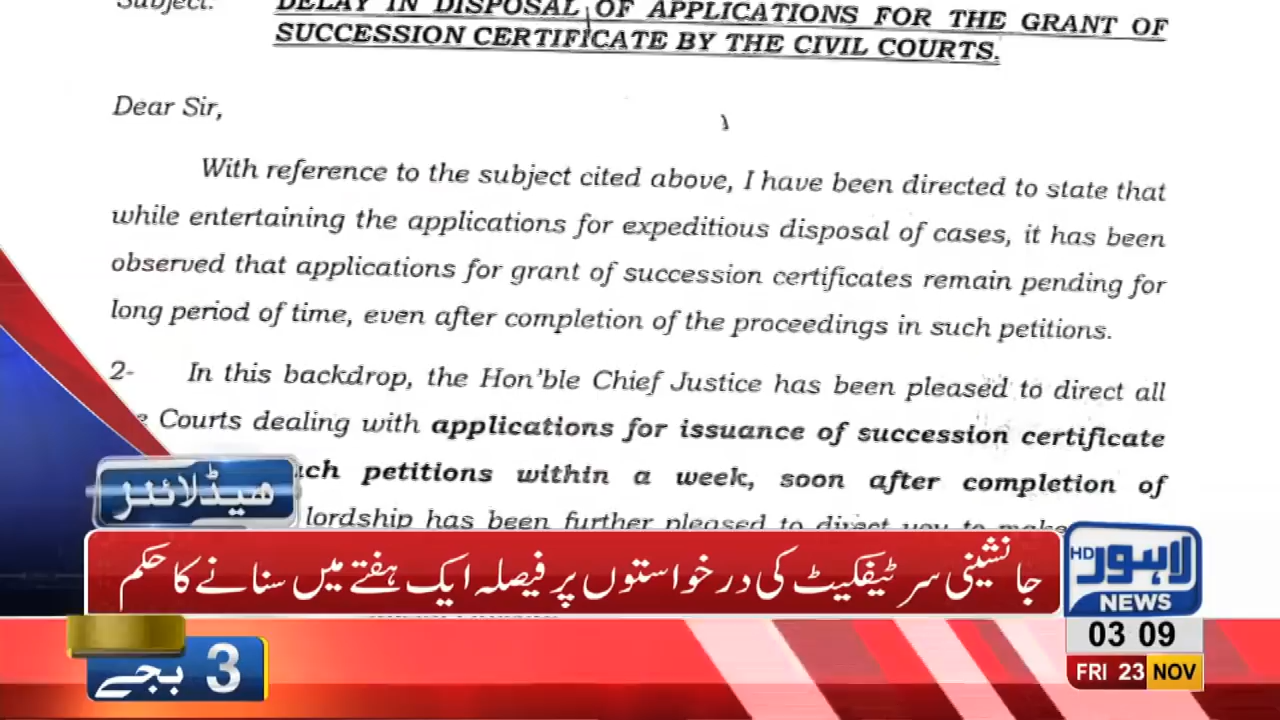 Subject: DELAY IN DISPOSAL OF APPLICATIONS FOR THE GRANT OF
SUCCESSION CERTIFICATE BY THE CIVIL COURTS.
Dear Sir,
With reference to the subject cited above, I have been directed to state that
while entertaining the applications for expeditious disposal of cases, it has been
observed that applications for grant of succession certificates remain pending for
long period of time, even after completion of the proceedings in such petitions.
2- In this backdrop, the Hon'ble Chief Justice has been pleased to direct all
Courts dealing with applications for issuance of succession certificate
petitions within a week, soon after completion of
lordship has been further pleased to direct you to make
ھیڈلائنز
جانشینی سرٹیفکیٹ کی درخواستوں پر فیصلہ ایک ہفتے میں سنانے کا حکم
لاہور HD
NEWS
03 09
FRI 23 NOV
3 بجے